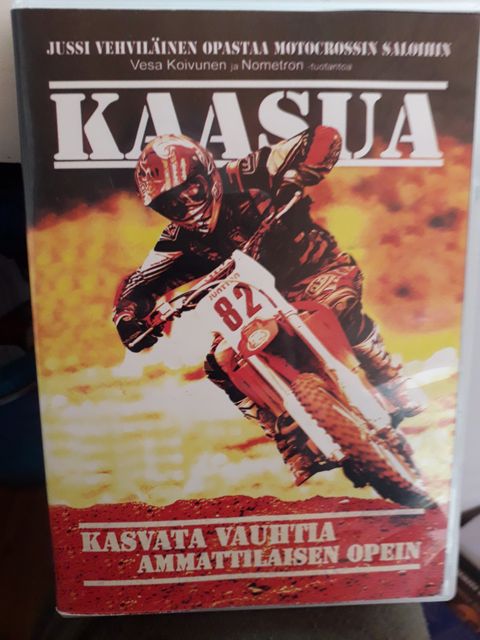 JUSSI VEHVILÄINEN OPASTAA MOTOCROSSIN SALOIHIN
Vesa Koivunen ja Nometron -tuotantoa
KAASUA
82
KASVATA VAUHTIA
AMMATTILAISEN OPEIN